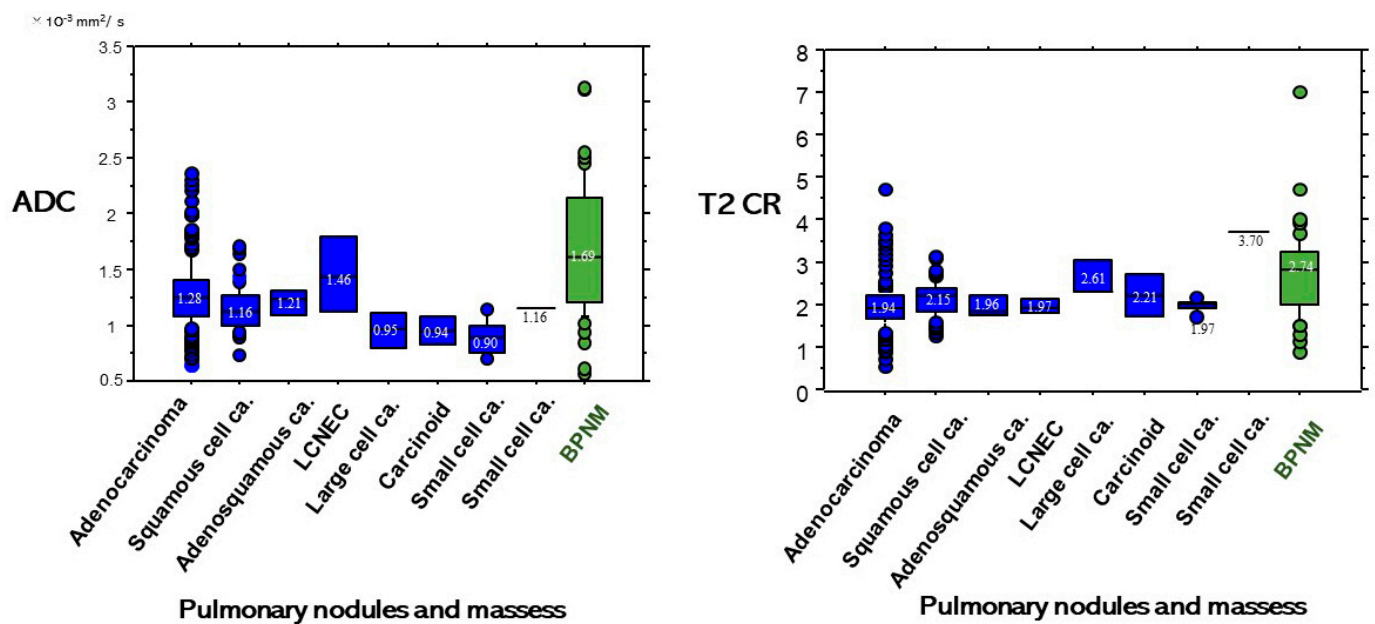 × 10-3 mm2/ s
ADC
3.5
3
2.5
2
1.5
1
0.5
1.28
1.16
1.21
1.46
0.95
0.94
0.90
1.16
1.69
Adenocarcinoma
Squamous cell ca.
Adenosquamous ca.
LCNEC
Large cell ca.
Carcinoid
Small cell ca.
Small cell ca.
BPNM
Pulmonary nodules and massess
T2 CR
8
7
6
5
4
3
2
1
0
1.94
2.15
1.96
1.97
2.61
2.21
1.97
3.70
2.74
Adenocarcinoma
Squamous cell ca.
Adenosquamous ca.
LCNEC
Large cell ca.
Carcinoid
Small cell ca.
Small cell ca.
BPNM
Pulmonary nodules and massess